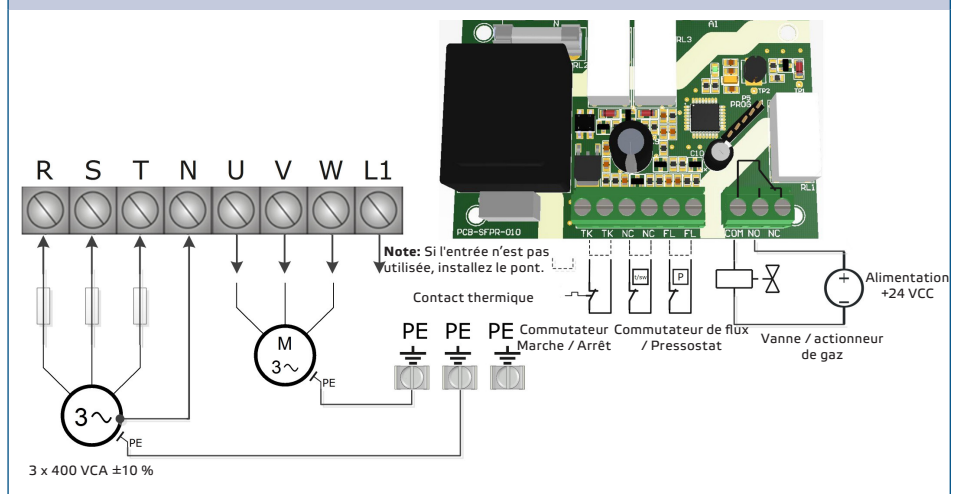 N
A1
RL3
RL2
TP2
TP1
P5
PROG
C10
RL1
R S T N U V W L1
PCB-SFPR-010
TK TK NC NC FL FL
COM NO NC
Note: Si l'entrée n'est pas
utilisée, installez le pont.
t/sw
P
+
−
Alimentation
+24 VCC
Contact thermique
Commutateur
Marche / Arrêt
Commutateur de flux
/ Pressostat
Vanne / actionneur
de gaz
PE PE PE
M
3~
PE
3~
PE
3 x 400 VCA ±10 %